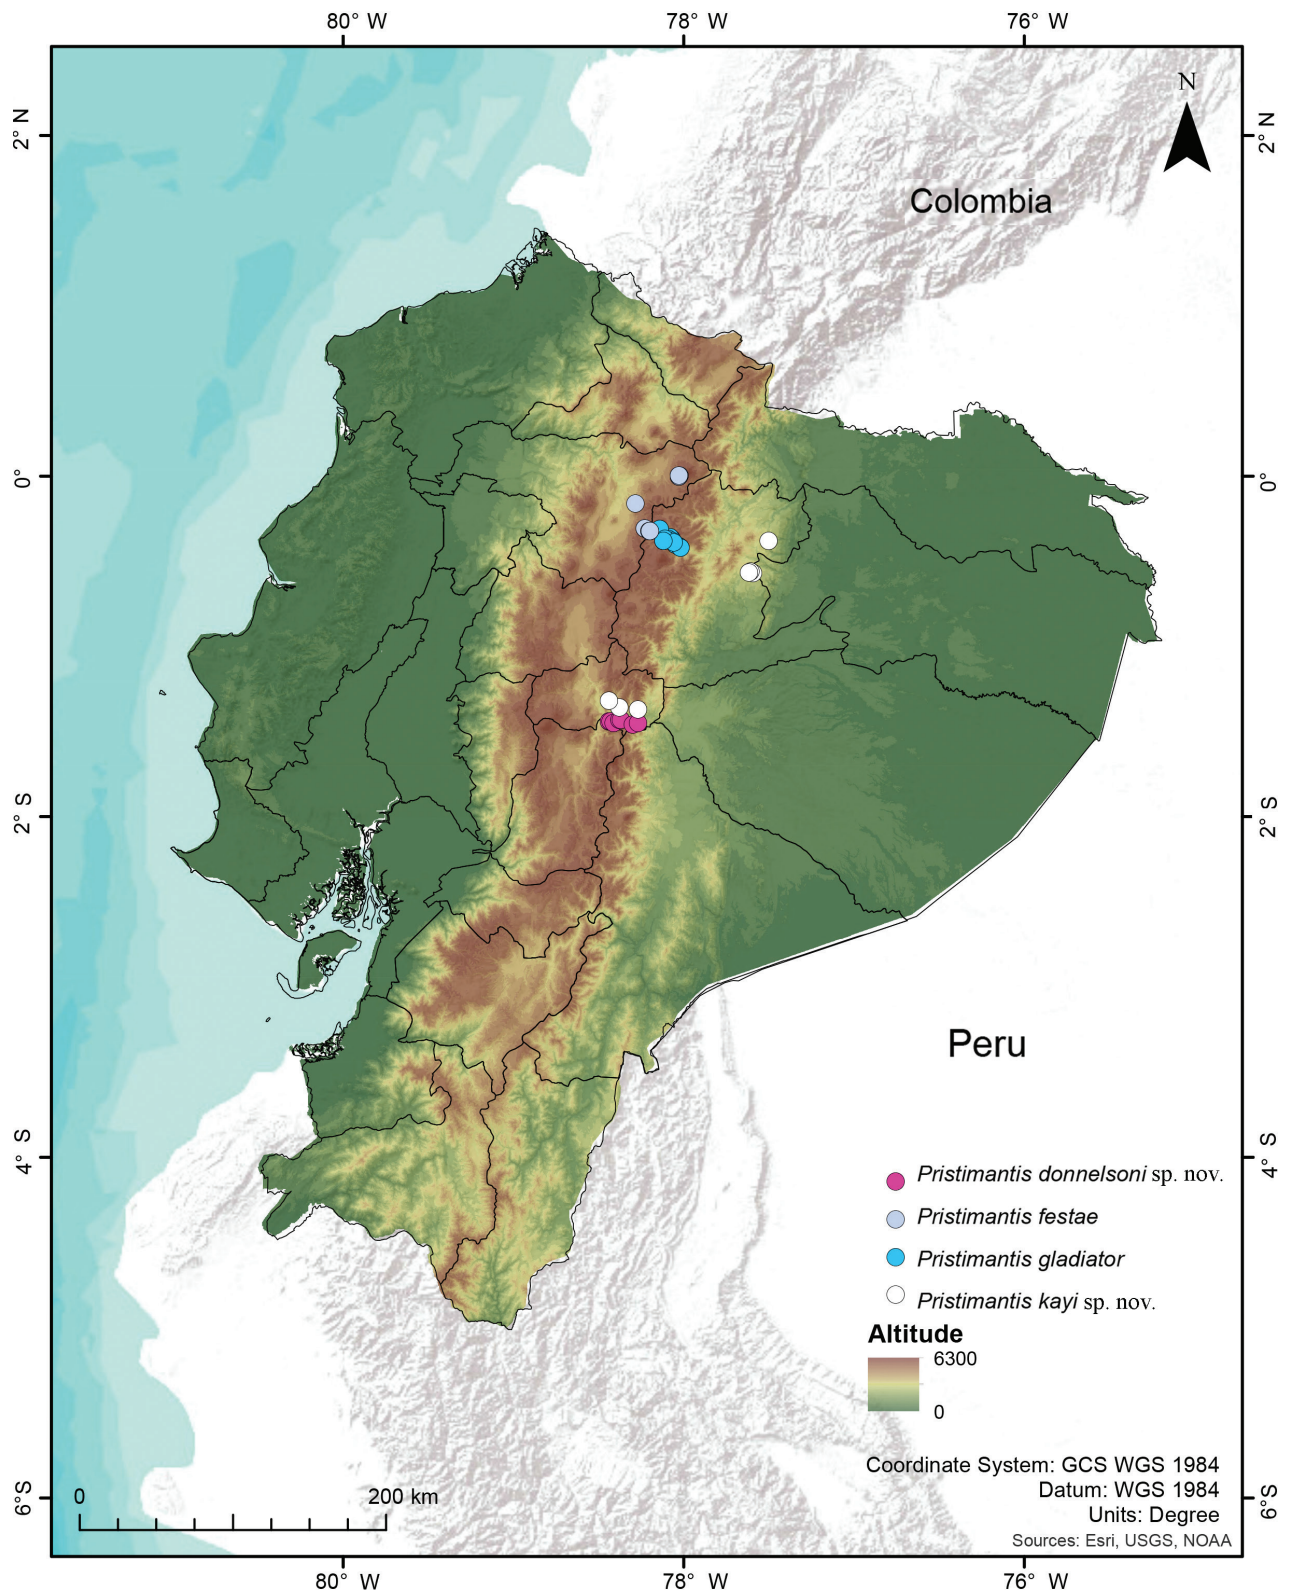 80° W 78° W 76° W
N
2° N 2° N
Colombia
0° 0°
2° S 2° S
Peru
4° S 4° S
Pristimantis donnelsoni sp. nov.
Pristimantis festae
Pristimantis gladiator
Pristimantis kayi sp. nov.
Altitude
6300
0
Coordinate System: GCS WGS 1984
Datum: WGS 1984
Units: Degree
Sources: Esri, USGS, NOAA
0 200 km
6°S 6°S
80° W 78° W 76° W